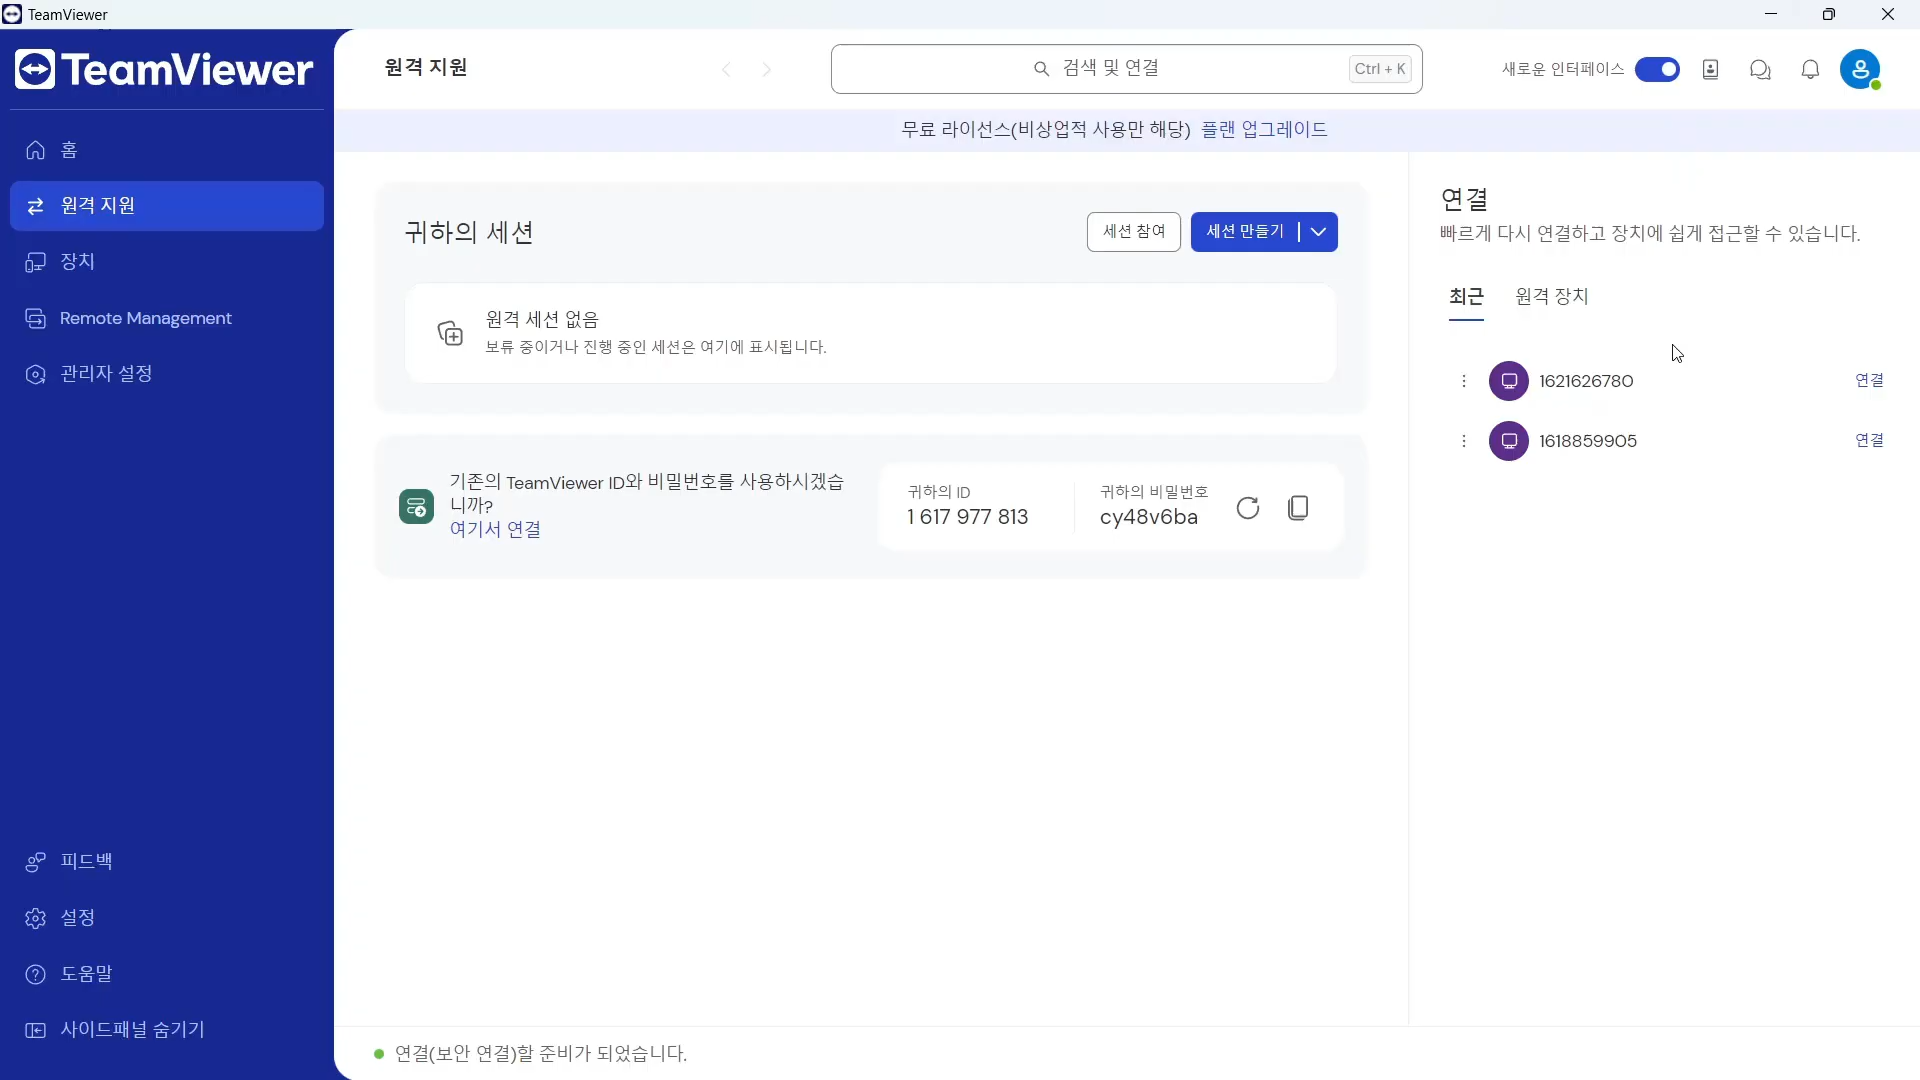 TeamViewer
TeamViewer
홈
원격 지원
장치
Remote Management
관리자 설정
피드백
설정
도움말
사이드패널 숨기기
원격 지원
검색 및 연결
Ctrl + K
새로운 인터페이스
무료 라이선스(비상업적 사용만 해당) 플랜 업그레이드
귀하의 세션
세션 참여
세션 만들기
원격 세션 없음
보류 중이거나 진행 중인 세션은 여기에 표시됩니다.
기존의 TeamViewer ID와 비밀번호를 사용하시겠습
니까?
여기서 연결
귀하의 ID
1 617 977 813
귀하의 비밀번호
cy48v6ba
연결
빠르게 다시 연결하고 장치에 쉽게 접근할 수 있습니다.
최근
원격 장치
1621626780
연결
1618859905
연결
연결(보안 연결)할 준비가 되었습니다.